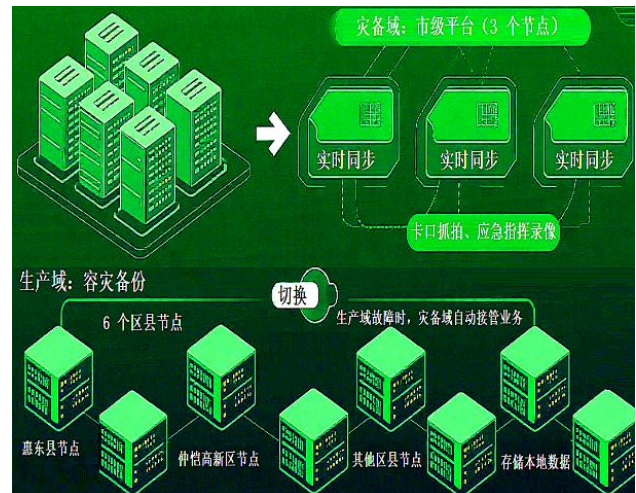 灾备域：市级平台（3 个节点）
实时同步
实时同步
实时同步
卡口抓拍、应急指挥录像
生产域：容灾备份
切换
6 个区县节点
生产域故障时，灾备域自动接管业务
惠东县节点
仲恺高新区节点
其他区县节点
存储本地数据